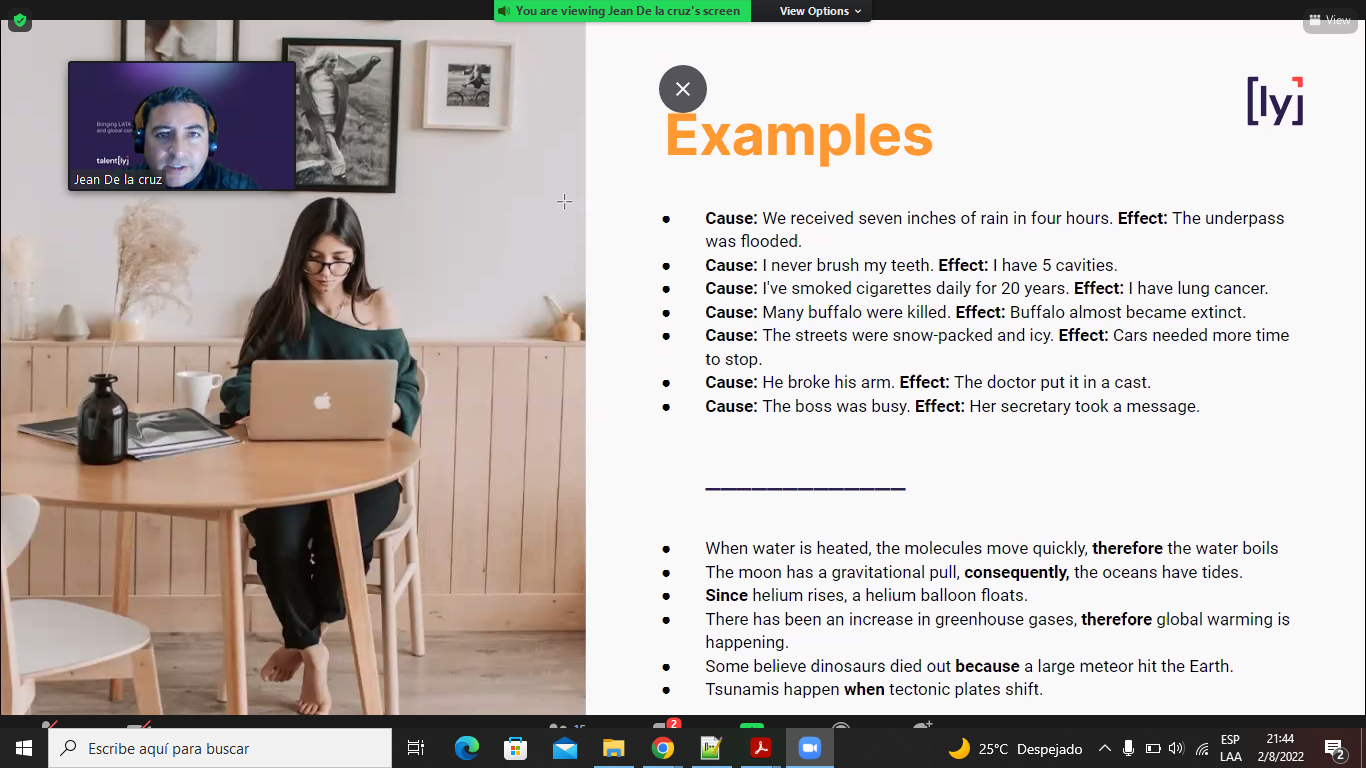 You are viewing Jean De la cruz's screen
View Options
View
Bringing LATA
and global con
talent[ly]
Jean De la cruz
[ly]
Examples
Cause: We received seven inches of rain in four hours. Effect: The underpass
was flooded.
Cause: I never brush my teeth. Effect: I have 5 cavities.
Cause: I've smoked cigarettes daily for 20 years. Effect: I have lung cancer.
Cause: Many buffalo were killed. Effect: Buffalo almost became extinct.
Cause: The streets were snow-packed and icy. Effect: Cars needed more time
to stop.
Cause: He broke his arm. Effect: The doctor put it in a cast.
Cause: The boss was busy. Effect: Her secretary took a message.
When water is heated, the molecules move quickly, therefore the water boils
The moon has a gravitational pull, consequently, the oceans have tides.
Since helium rises, a helium balloon floats.
There has been an increase in greenhouse gases, therefore global warming is
happening.
Some believe dinosaurs died out because a large meteor hit the Earth.
Tsunamis happen when tectonic plates shift.
2
Escribe aquí para buscar
25°C Despejado
ESP
LAA
21:44
2/8/2022
2